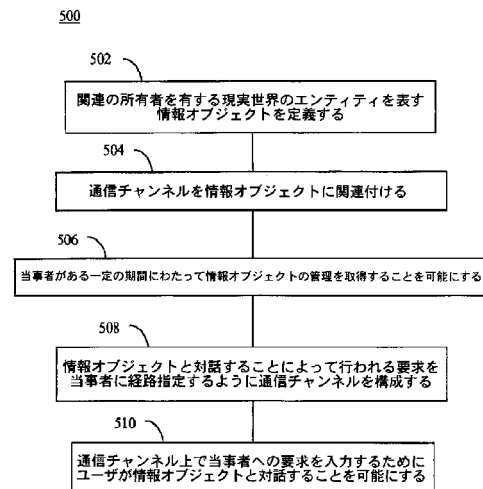 500
502
関連の所有者を有する現実世界のエンティティを表す
情報オブジェクトを定義する
504
通信チャンネルを情報オブジェクトに関連付ける
506
当事者がある一定の期間にわたって情報オブジェクトの管理を取得することを可能にする
508
情報オブジェクトと対話することによって行われる要求を
当事者に経路指定するように通信チャンネルを構成する
510
通信チャンネル上で当事者への要求を入力するために
ユーザが情報オブジェクトと対話することを可能にする